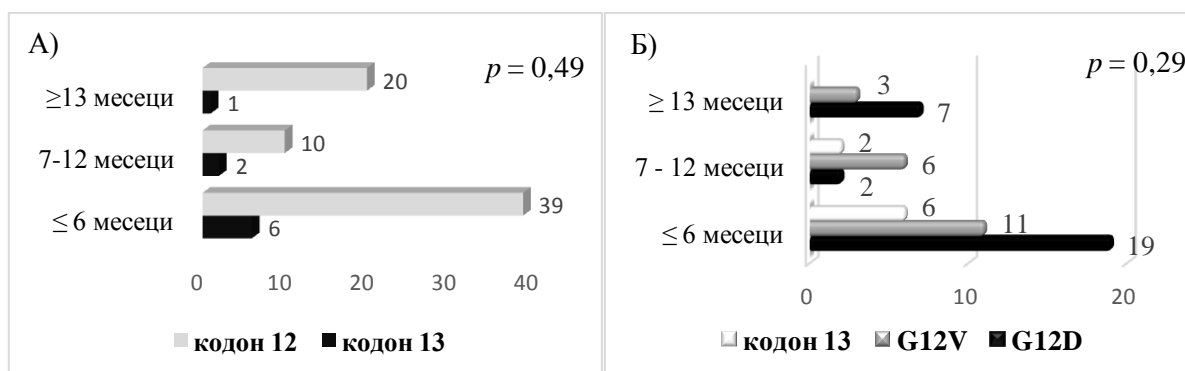 А)
p = 0,49
≥13 месеци
20
1
7-12 месеци
10
2
≤ 6 месеци
39
6
0 10 20 30 40
кодон 12 кодон 13
Б)
p = 0,29
≥ 13 месеци
3
7
7 - 12 месеци
2
6
2
≤ 6 месеци
6
11
19
0 10 20
кодон 13 G12V G12D